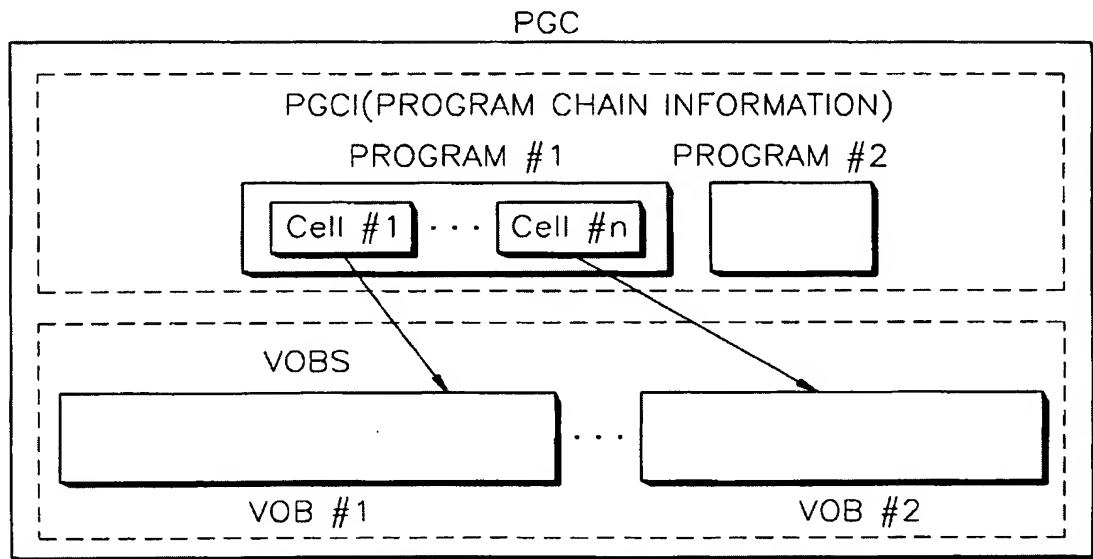 PGC
PGCI(PROGRAM CHAIN INFORMATION)
PROGRAM #1 PROGRAM #2
Cell #1 ··· Cell #n
VOBS
···
VOB #1 VOB #2